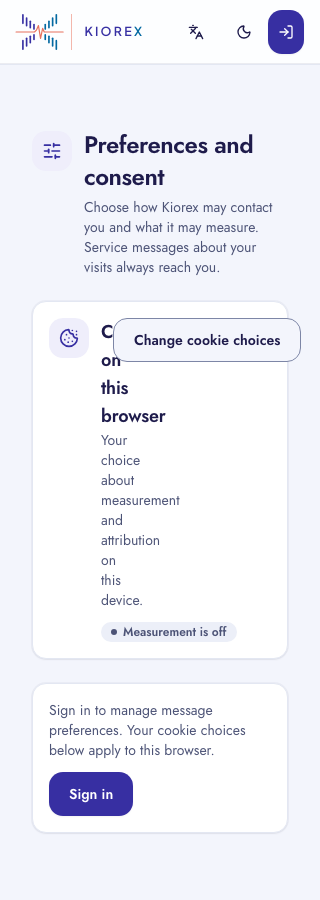 KIOREX
Preferences and
consent
Choose how Kiorex may contact
you and what it may measure.
Service messages about your
visits always reach you.
Change cookie choices
on
this
browser
Your
choice
about
measurement
and
attribution
on
this
device.
Measurement is off
Sign in to manage message
preferences. Your cookie choices
below apply to this browser.
Sign in